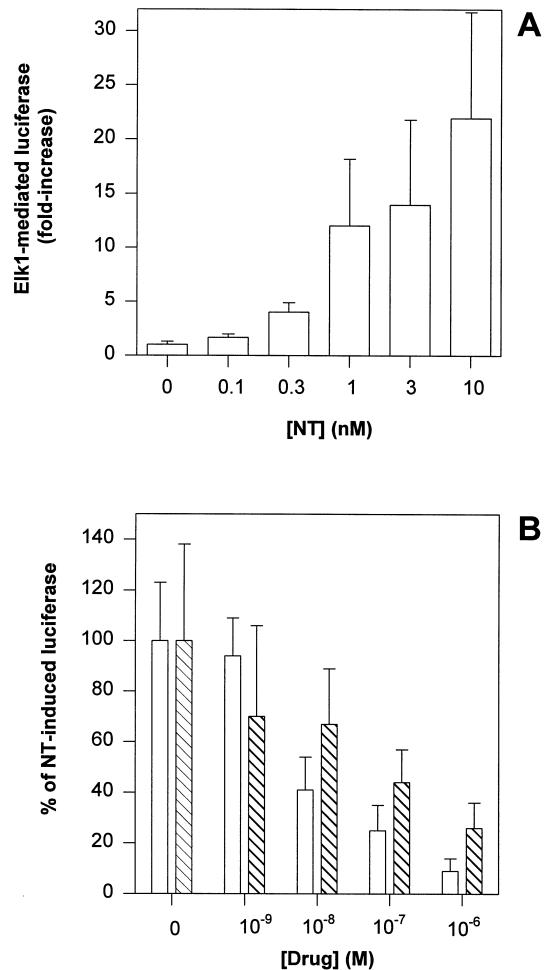 A
Elk1-mediated luciferase
(fold-increase)
30
25
20
15
10
5
0
0 0.1 0.3 1 3 10
[NT] (nM)
B
% of NT-induced luciferase
140
120
100
80
60
40
20
0
0 10⁻⁹ 10⁻⁸ 10⁻⁷ 10⁻⁶
[Drug] (M)